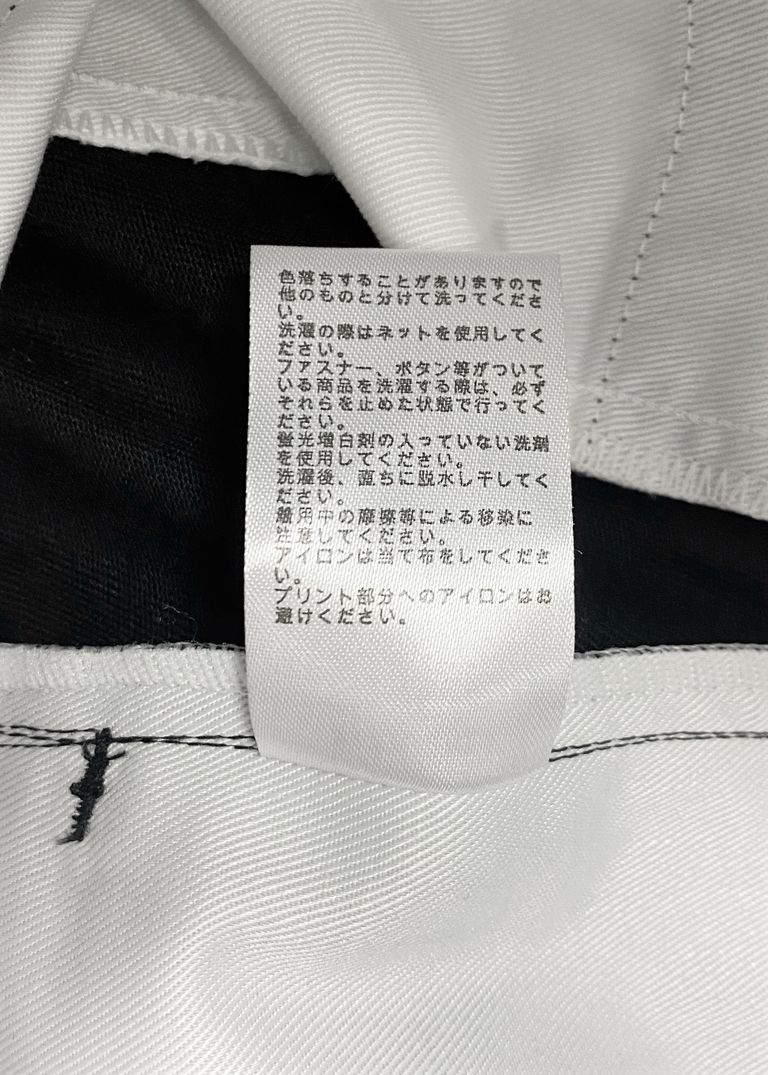 色落ちすることがありますので
他のものと分けて洗ってくださ
い。
洗濯の際はネットを使用してく
ださい。
ファスナー、ボタン等がついて
いる商品を洗濯する際は、必ず
それらを止めた状態で行ってく
ださい。
蛍光増白剤の入っていない洗剤
を使用してください。
洗濯後、直ちに脱水し干してく
ださい。
着用中の摩擦等による移染に
注意してください。
アイロンは当て布をしてくださ
い。
プリント部分へのアイロンはお
避けください。